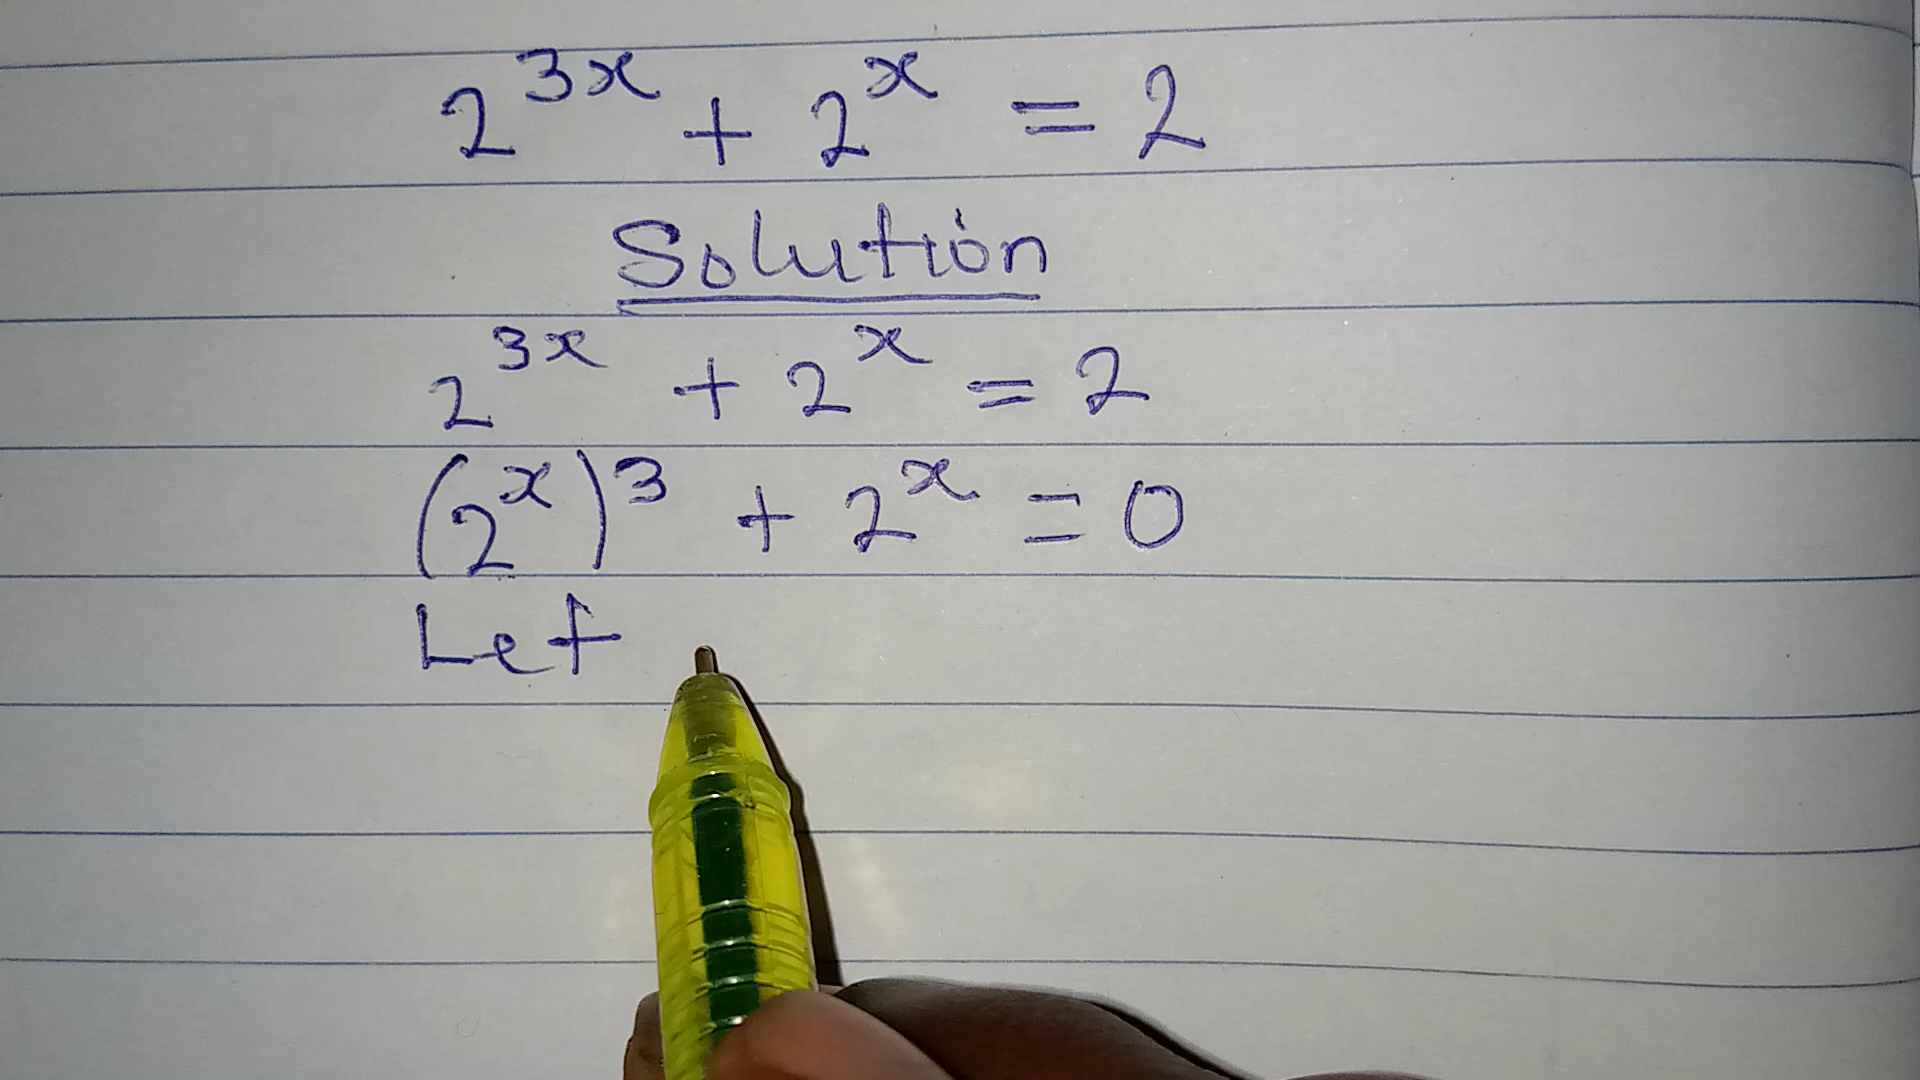 2^{3x} + 2^x = 2
Solution
2^{3x} + 2^x = 2
(2^x)^3 + 2^x = 0
Let